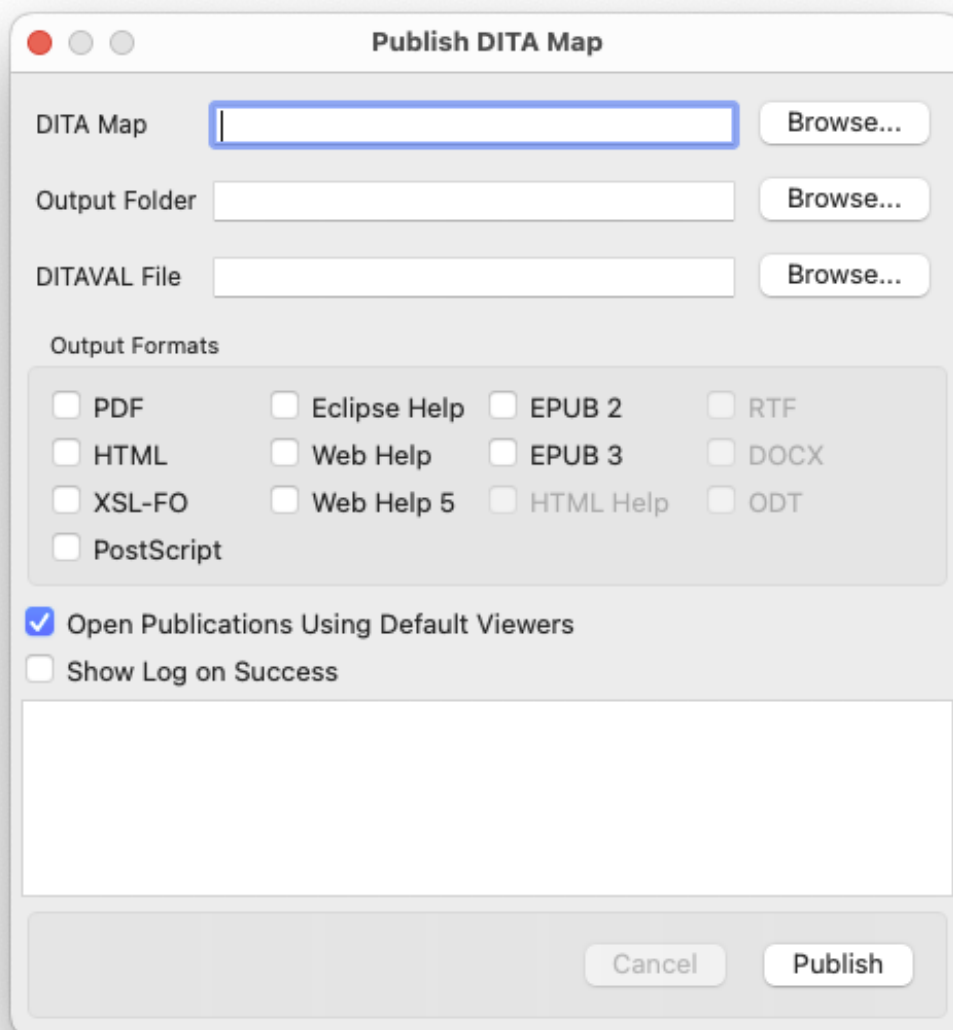 Publish DITA Map
DITA Map Browse...
Output Folder Browse...
DITAVAL File Browse...
Output Formats
PDF Eclipse Help EPUB 2 RTF
HTML Web Help EPUB 3 DOCX
XSL-FO Web Help 5 HTML Help ODT
PostScript
Open Publications Using Default Viewers
Show Log on Success
Cancel Publish